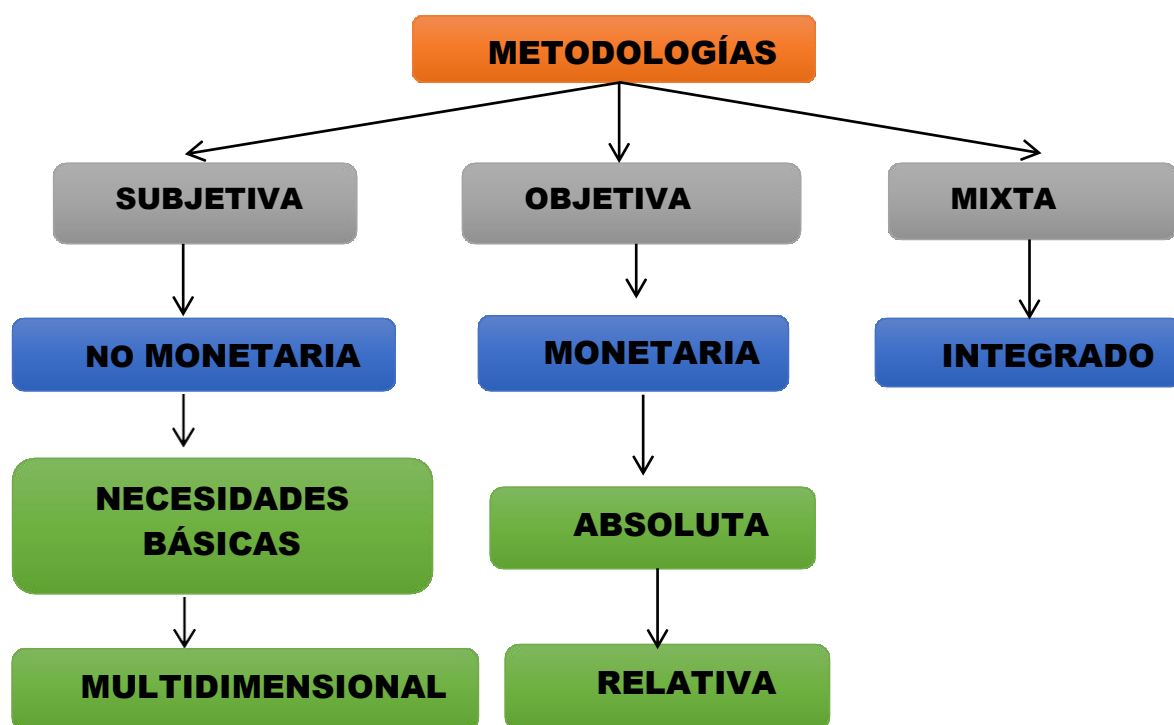 METODOLOGÍAS
SUBJETIVA
OBJETIVA
MIXTA
NO MONETARIA
MONETARIA
INTEGRADO
NECESIDADES
BÁSICAS
ABSOLUTA
MULTIDIMENSIONAL
RELATIVA